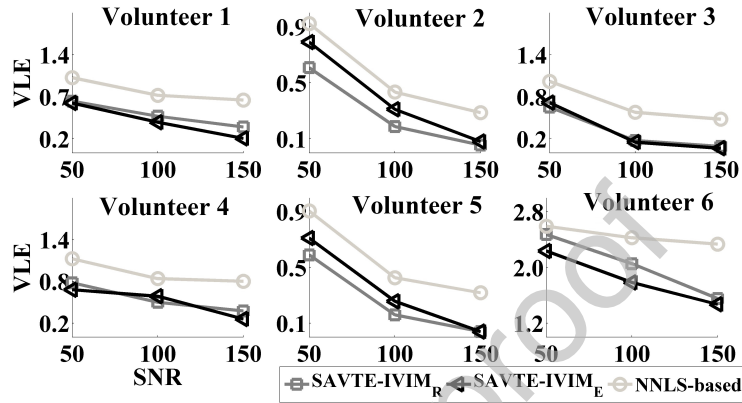 Volunteer 1 Volunteer 2 Volunteer 3
VLE
1.4 0.9 1.4
0.7 0.5 0.8
0.2 0.1 0.2
50 100 150 50 100 150 50 100 150
Volunteer 4 Volunteer 5 Volunteer 6
VLE
1.4 0.9 2.8
0.8 0.5 2.0
0.2 0.1 1.2
50 100 150 50 100 150 50 100 150
SNR
SAVTE-IVIM_R SAVTE-IVIM_E NNLS-based
proof